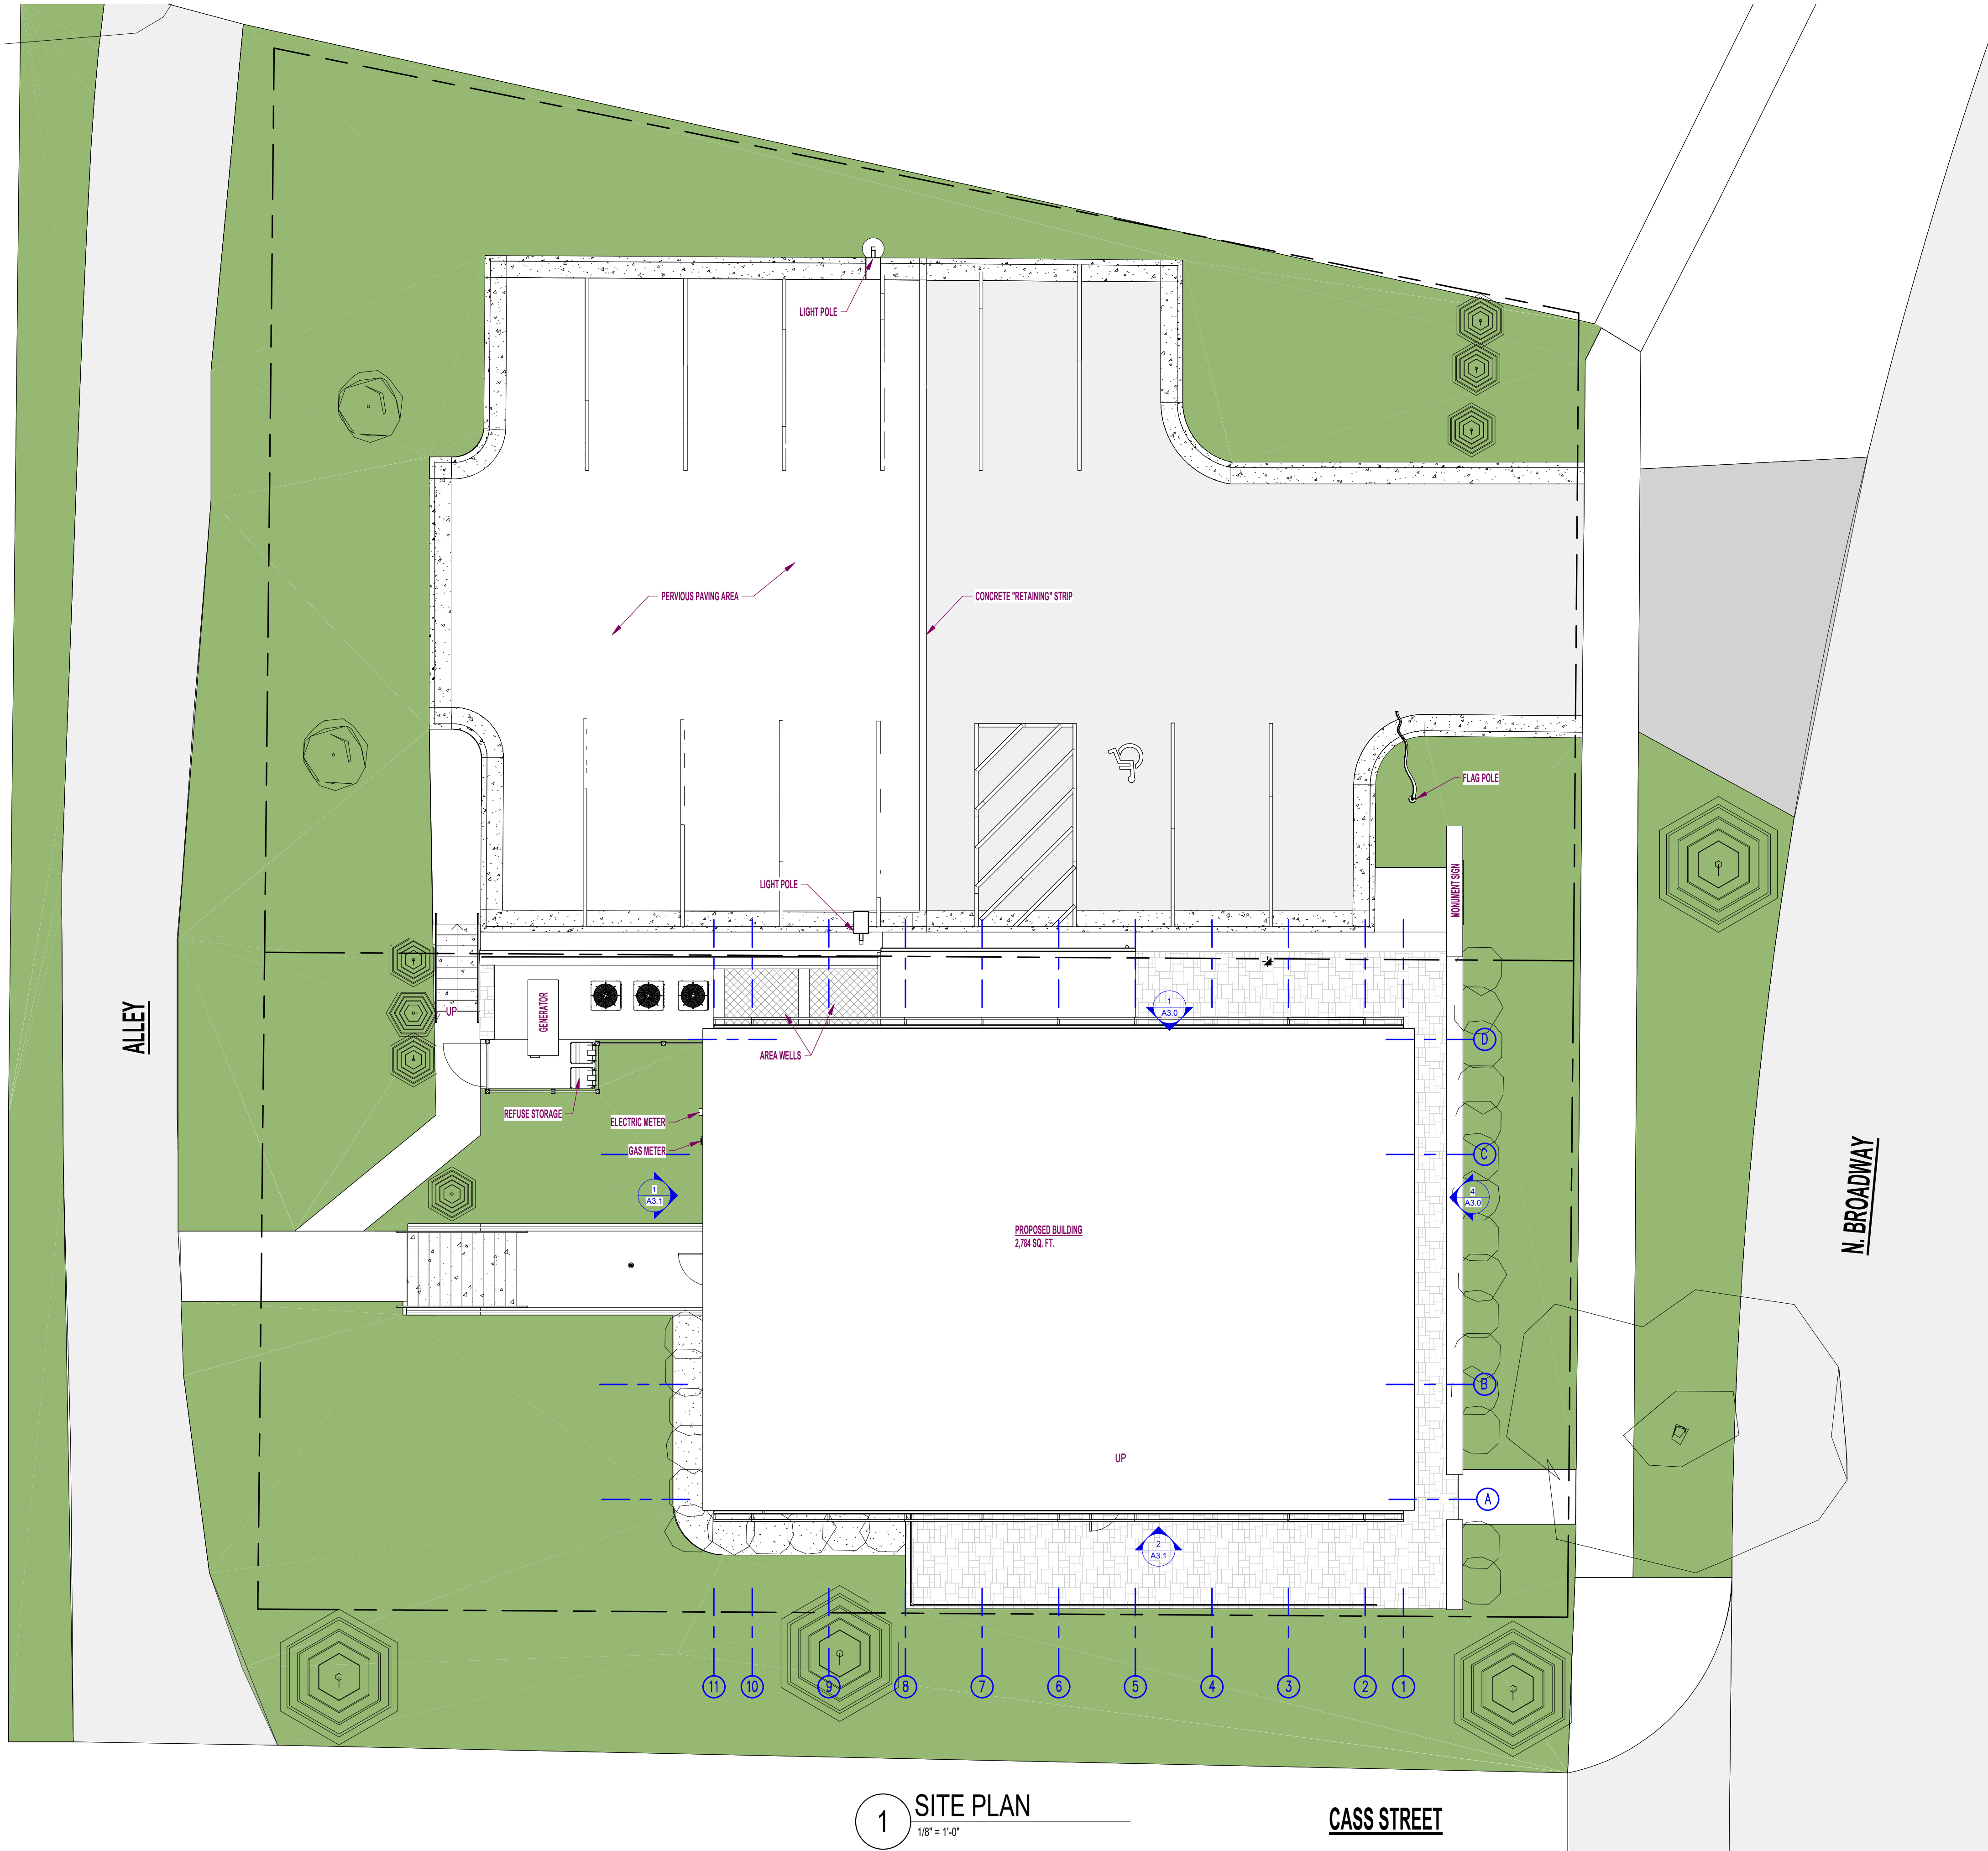 LIGHT POLE
PERVIOUS PAVING AREA
CONCRETE "RETAINING" STRIP
FLAG POLE
LIGHT POLE
MONUMENT SIGN
ALLEY
UP
GENERATOR
1
A3.0
D
AREA WELLS
REFUSE STORAGE
ELECTRIC METER
GAS METER
C
1
A3.1
4
A3.0
N. BROADWAY
PROPOSED BUILDING
2,784 SQ. FT.
B
UP
A
2
A3.1
11 10 9 8 7 6 5 4 3 2 1
1 SITE PLAN
1/8" = 1'-0"
CASS STREET